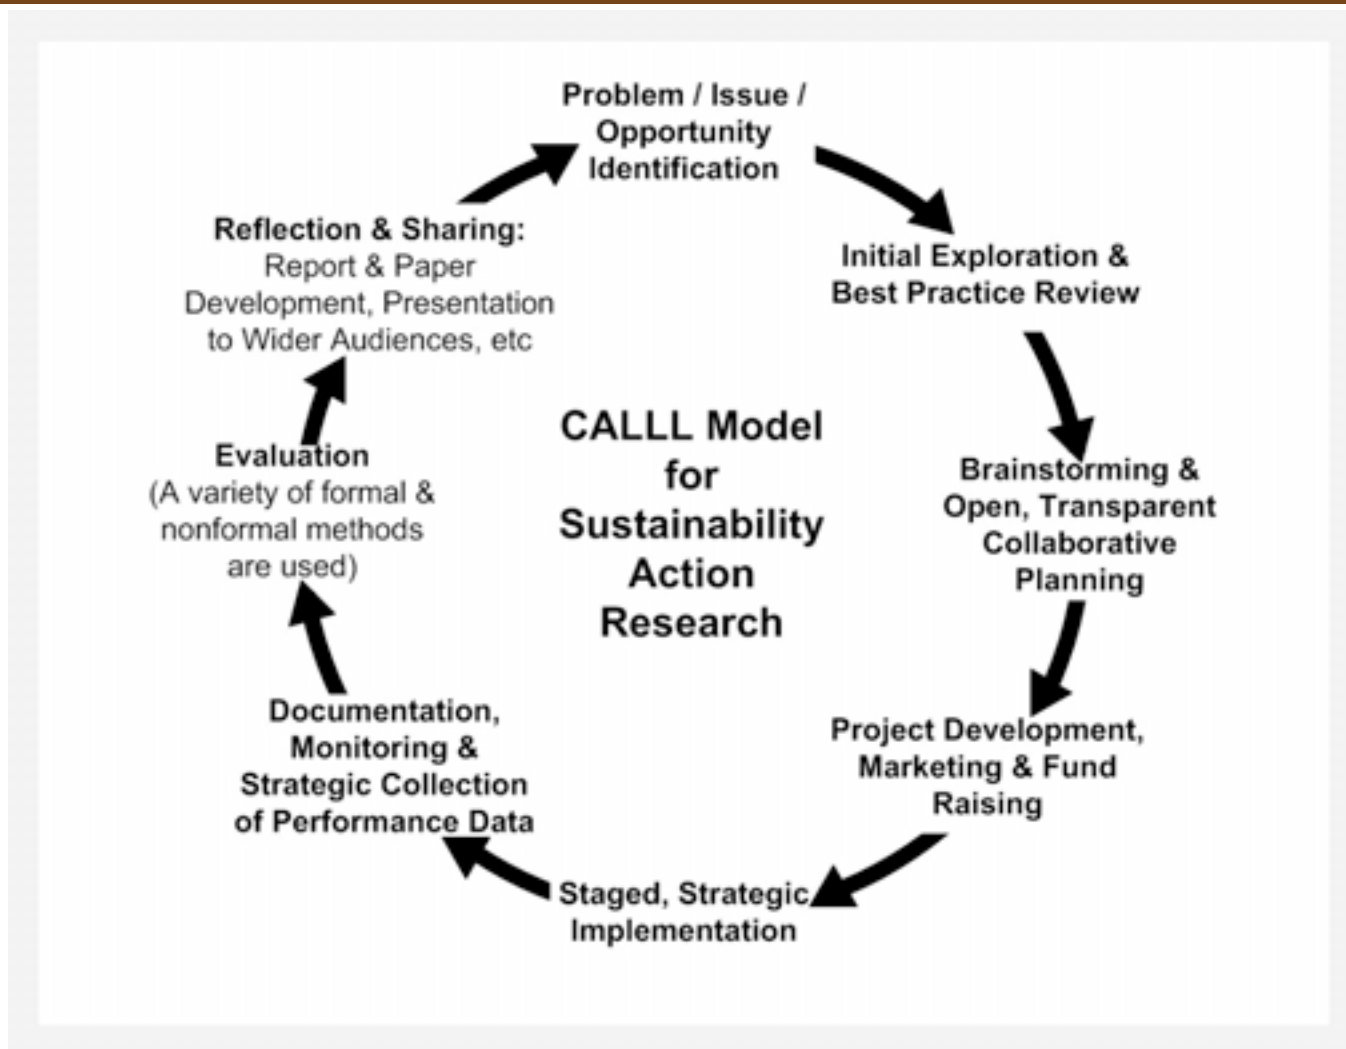 Problem / Issue /
Opportunity
Identification
Initial Exploration &
Best Practice Review
Brainstorming &
Open, Transparent
Collaborative
Planning
Project Development,
Marketing & Fund
Raising
Staged, Strategic
Implementation
Documentation,
Monitoring &
Strategic Collection
of Performance Data
Evaluation
(A variety of formal &
nonformal methods
are used)
Reflection & Sharing:
Report & Paper
Development, Presentation
to Wider Audiences, etc
CALLL Model
for
Sustainability
Action
Research